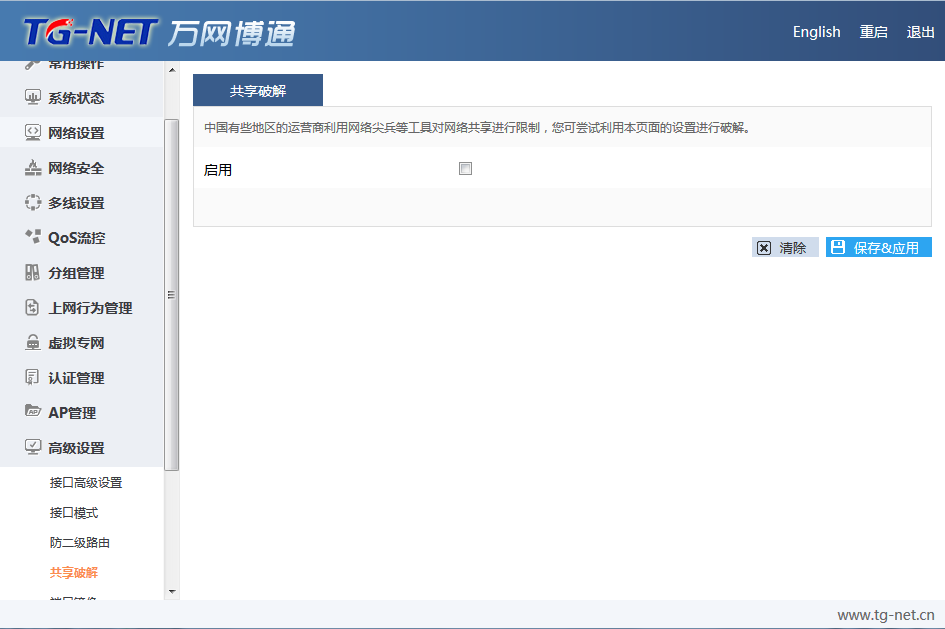 TG-NET 万网博通
English 重启 退出
常用操作
系统状态
网络设置
网络安全
多线设置
QoS流控
分组管理
上网行为管理
虚拟专网
认证管理
AP管理
高级设置
接口高级设置
接口模式
防二级路由
共享破解
共享破解
中国有些地区的运营商利用网络尖兵等工具对网络共享进行限制，您可尝试利用本页面的设置进行破解。
启用
清除 保存&应用
www.tg-net.cn